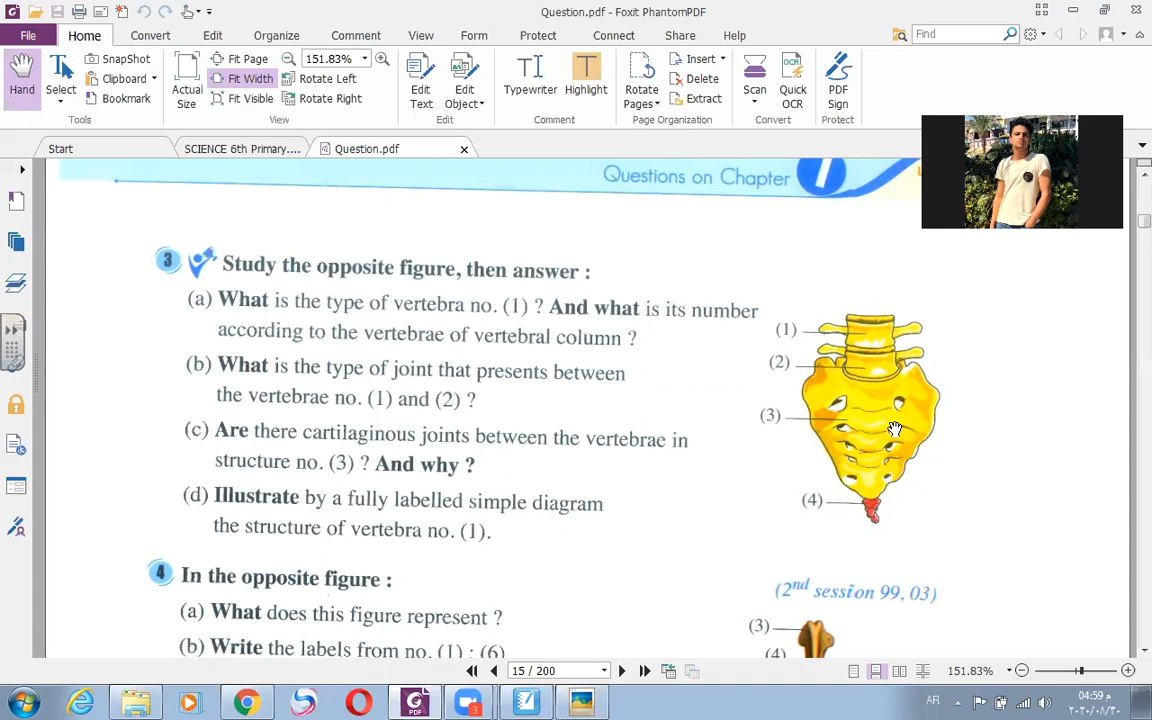 Question.pdf - Foxit PhantomPDF
File Home Convert Edit Organize Comment View Form Protect Connect Share Help Find
Hand
Select
SnapShot
Clipboard
Bookmark
Tools
Actual Size
Fit Page
Fit Width
Fit Visible
151.83%
Rotate Left
Rotate Right
View
Edit Text
Edit Object
Edit
Typewriter
Highlight
Comment
Rotate Pages
Insert
Delete
Extract
Page Organization
Scan
Quick OCR
Convert
PDF Sign
Protect
Start SCIENCE 6th Primary.... Question.pdf
Questions on Chapter 1
3 Study the opposite figure, then answer :
(a) What is the type of vertebra no. (1) ? And what is its number
according to the vertebrae of vertebral column ?
(b) What is the type of joint that presents between
the vertebrae no. (1) and (2) ?
(c) Are there cartilaginous joints between the vertebrae in
structure no. (3) ? And why ?
(d) Illustrate by a fully labelled simple diagram
the structure of vertebra no. (1).
(1)
(2)
(3)
(4)
4 In the opposite figure :
(2nd session 99, 03)
(a) What does this figure represent ?
(b) Write the labels from no. (1) : (6)
(3)
(4)
15 / 200
151.83%
PDF
AR
04:59 م
٢٠٢٠/٠٨/٣٠